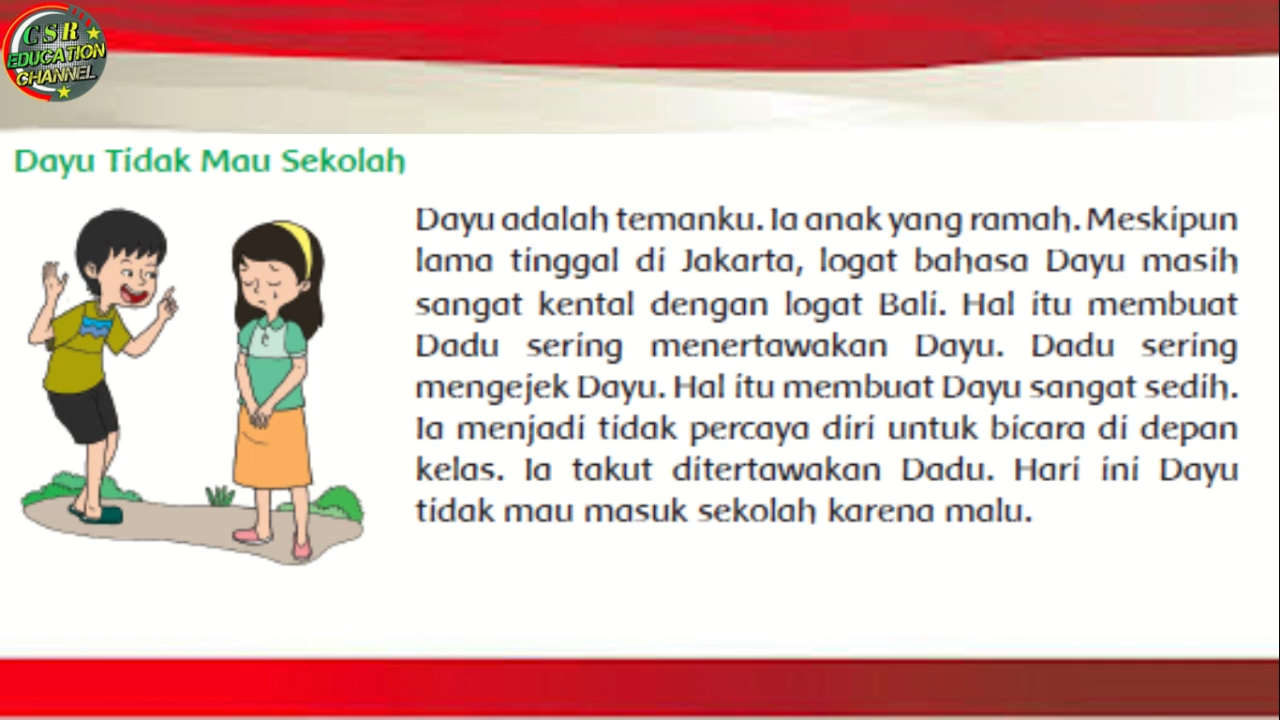 CSR
EDUCATION
CHANNEL
Dayu Tidak Mau Sekolah
Dayu adalah temanku. Ia anak yang ramah. Meskipun
lama tinggal di Jakarta, logat bahasa Dayu masih
sangat kental dengan logat Bali. Hal itu membuat
Dadu sering menertawakan Dayu. Dadu sering
mengejek Dayu. Hal itu membuat Dayu sangat sedih.
Ia menjadi tidak percaya diri untuk bicara di depan
kelas. Ia takut ditertawakan Dadu. Hari ini Dayu
tidak mau masuk sekolah karena malu.